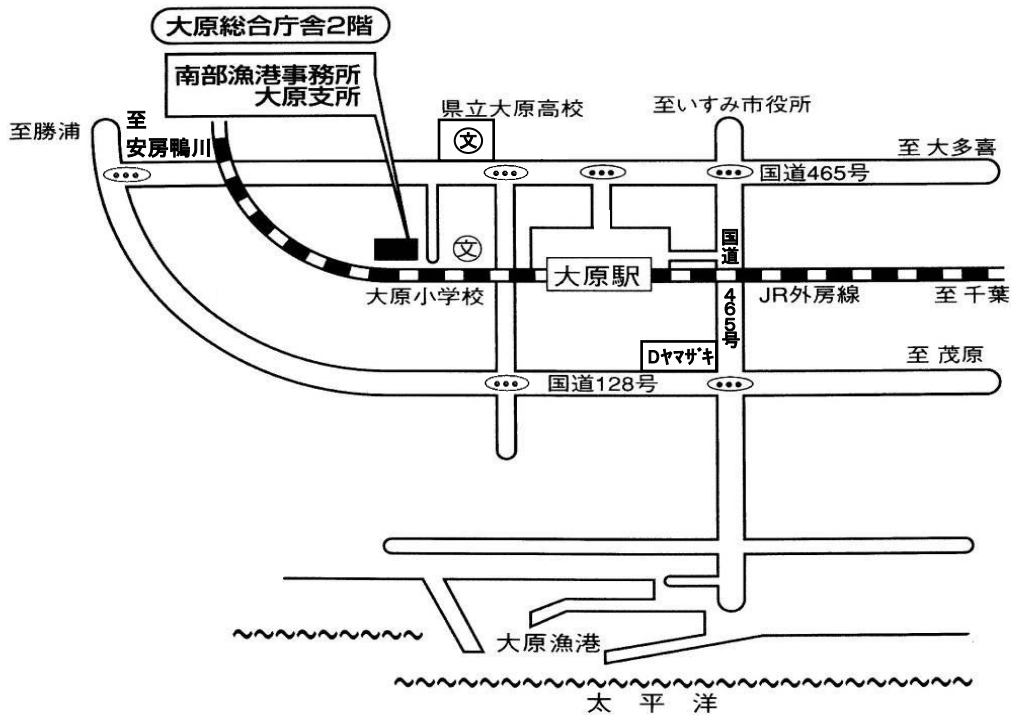 大原総合庁舎2階
南部漁港事務所
大原支所
県立大原高校
文
至いすみ市役所
至勝浦
至
安房鴨川
至 大多喜
国道465号
文
大原小学校
大原駅
国道
465号
JR外房線
至 千葉
Dヤマザキ
至 茂原
国道128号
大原漁港
太平洋